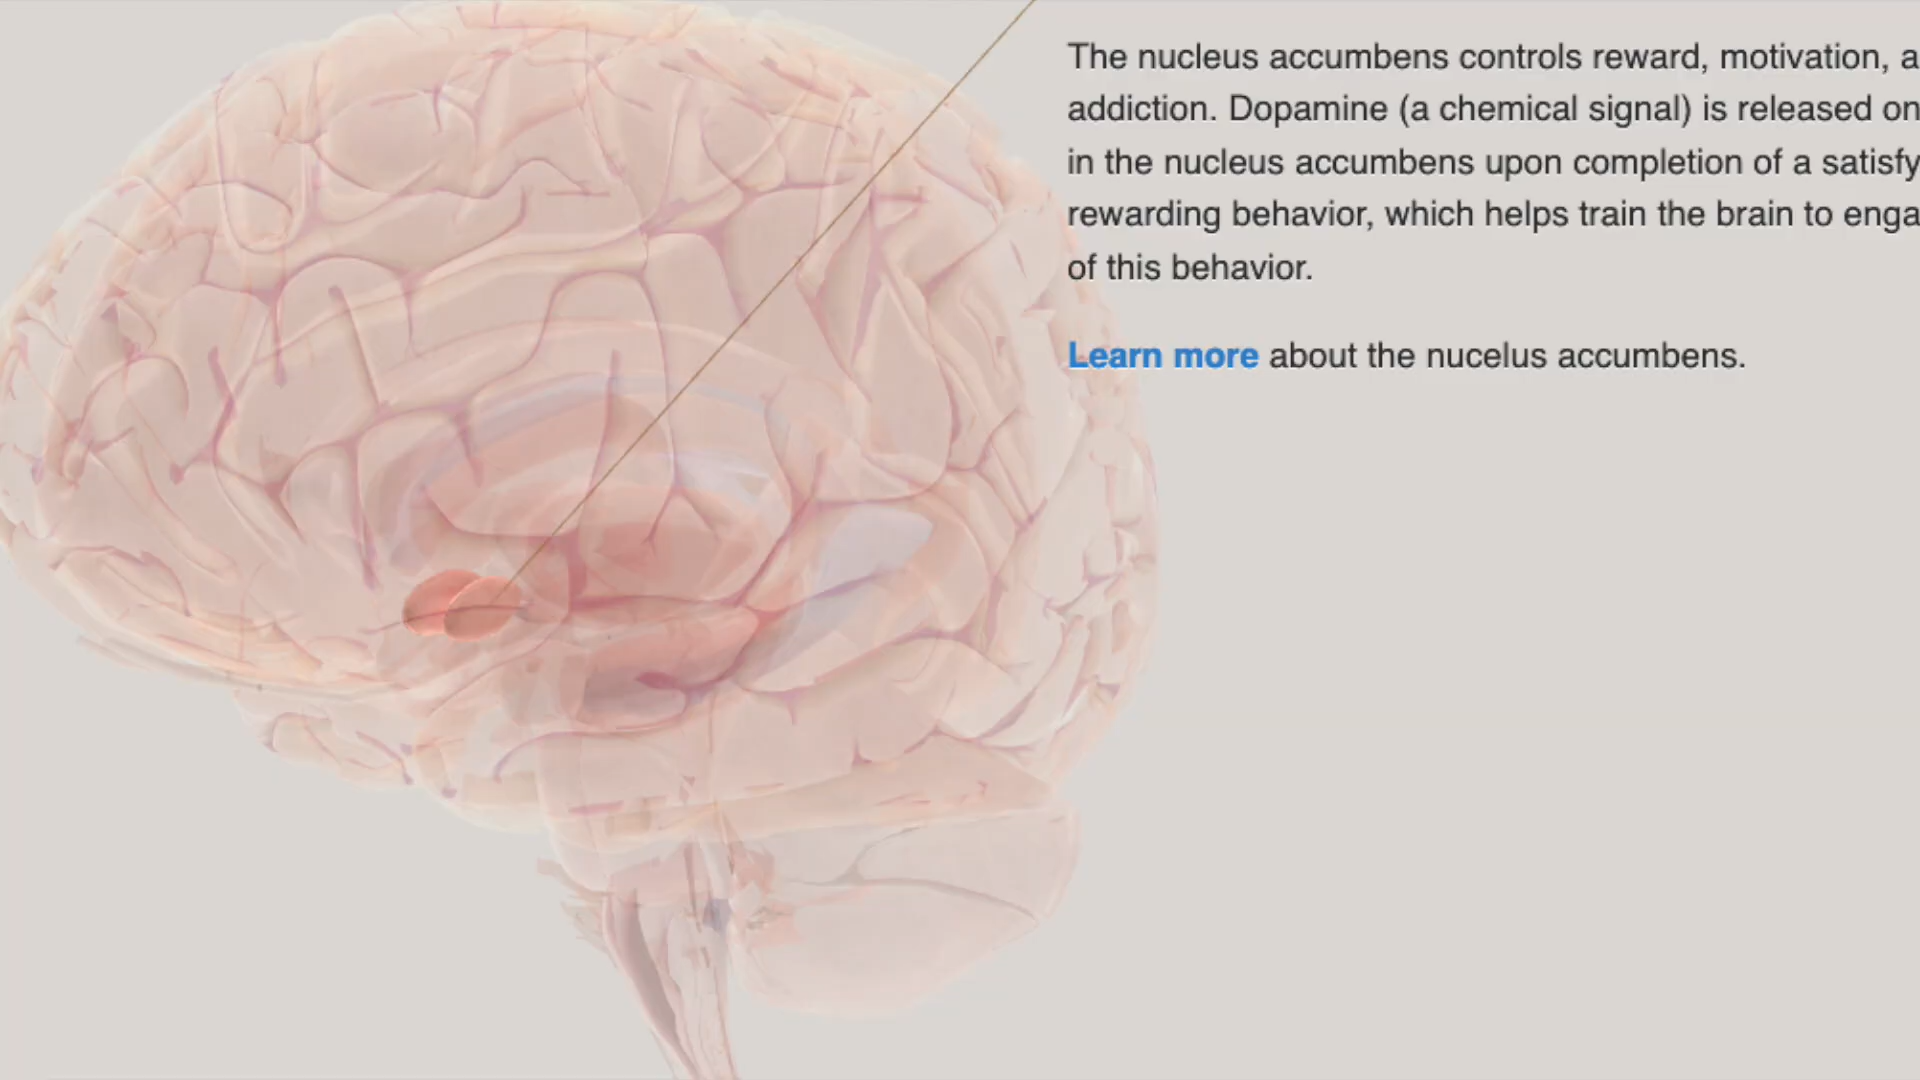 The nucleus accumbens controls reward, motivation, a
addiction. Dopamine (a chemical signal) is released on
in the nucleus accumbens upon completion of a satisfy
rewarding behavior, which helps train the brain to enga
of this behavior.
Learn more about the nucelus accumbens.